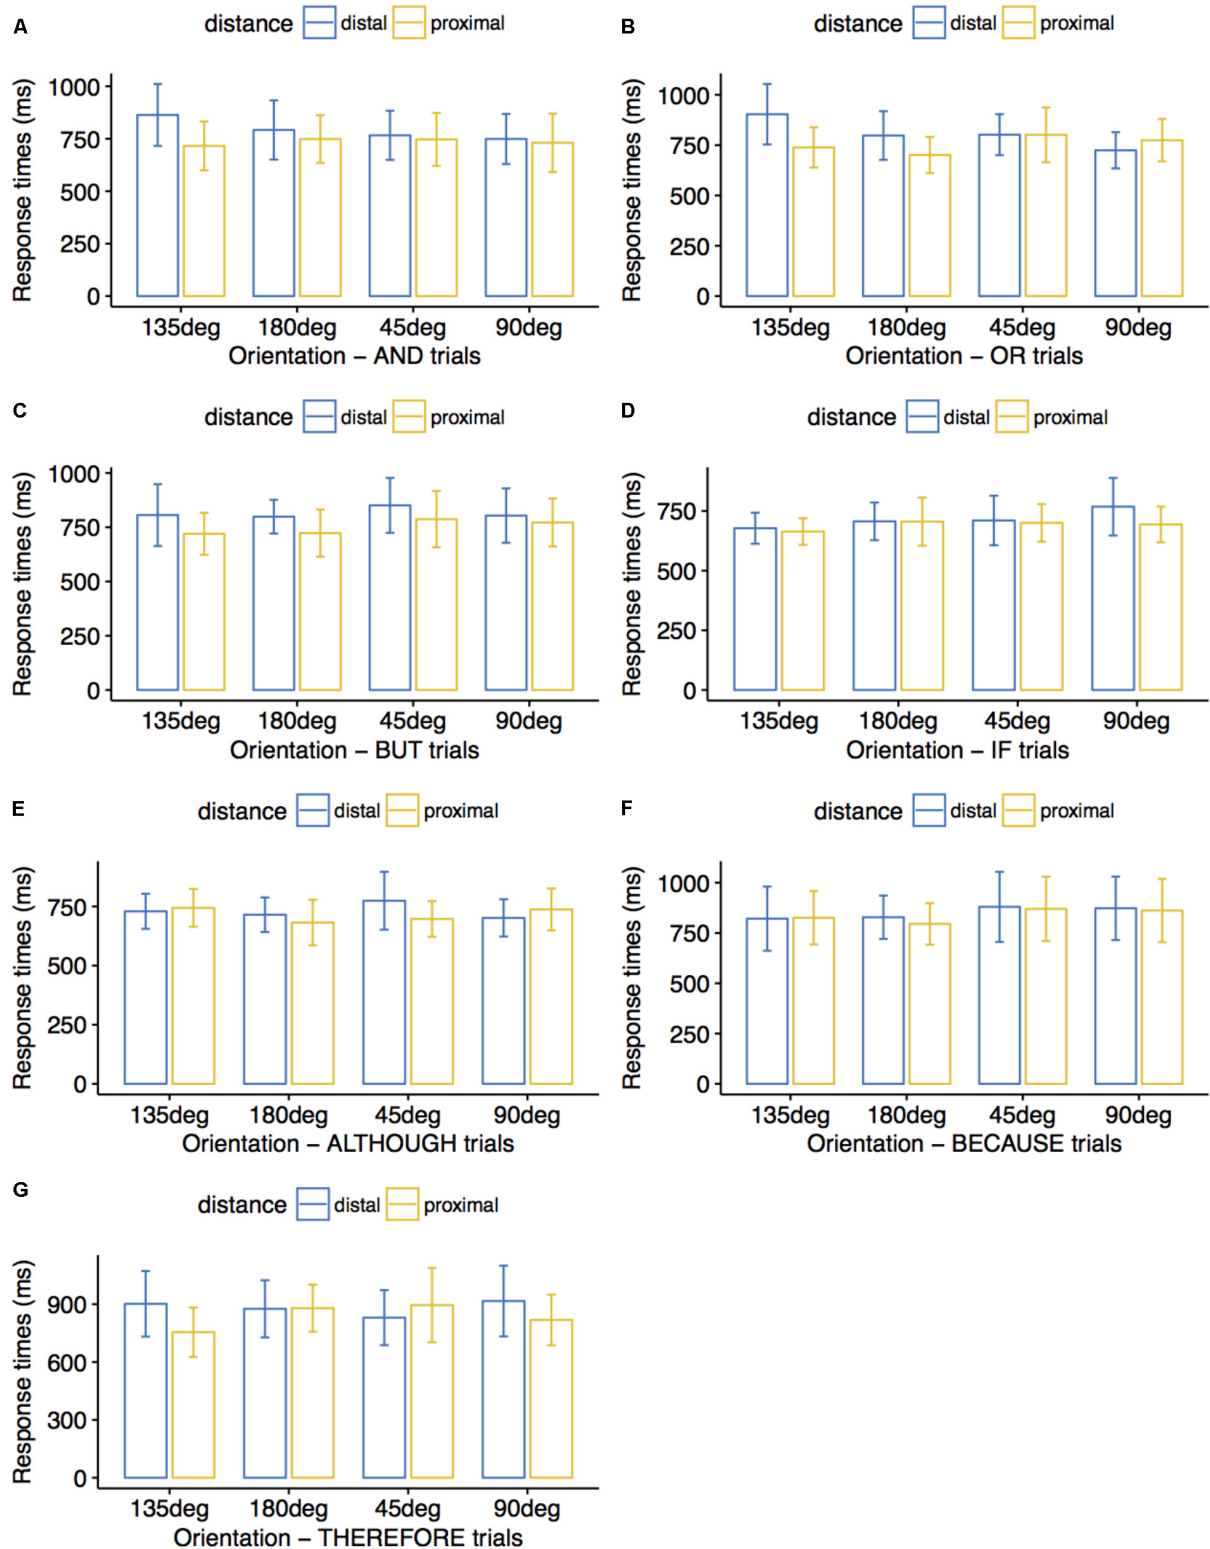 A
distance distal proximal
Response times (ms)
1000
750
500
250
0
135deg 180deg 45deg 90deg
Orientation – AND trials
B
distance distal proximal
Response times (ms)
1000
750
500
250
0
135deg 180deg 45deg 90deg
Orientation – OR trials
C
distance distal proximal
Response times (ms)
1000
750
500
250
0
135deg 180deg 45deg 90deg
Orientation – BUT trials
D
distance distal proximal
Response times (ms)
750
500
250
0
135deg 180deg 45deg 90deg
Orientation – IF trials
E
distance distal proximal
Response times (ms)
750
500
250
0
135deg 180deg 45deg 90deg
Orientation – ALTHOUGH trials
F
distance distal proximal
Response times (ms)
1000
750
500
250
0
135deg 180deg 45deg 90deg
Orientation – BECAUSE trials
G
distance distal proximal
Response times (ms)
900
600
300
0
135deg 180deg 45deg 90deg
Orientation – THEREFORE trials